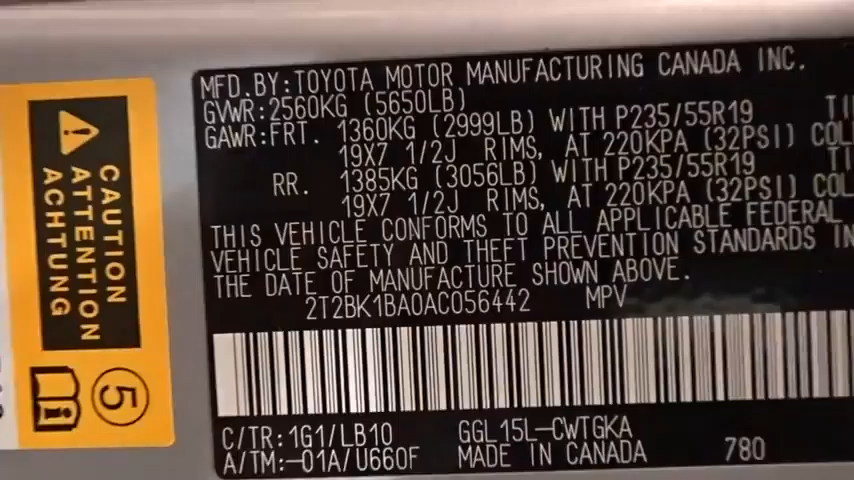 CAUTION
ATTENTION
ACHTUNG
5
MFD.BY:TOYOTA MOTOR MANUFACTURING CANADA INC.
GVWR:2560KG (5650LB)
GAWR:FRT. 1360KG (2999LB) WITH P235/55R19
19X7 1/2J RIMS, AT 220KPA (32PSI)
RR. 1385KG (3056LB) WITH P235/55R19
19X7 1/2J RIMS, AT 220KPA (32PSI)
THIS VEHICLE CONFORMS TO ALL APPLICABLE FEDERAL
VEHICLE SAFETY AND THEFT PREVENTION STANDARDS IN
THE DATE OF MANUFACTURE SHOWN ABOVE.
2T2BK1BA0AC056442 MPV
C/TR:1G1/LB10 GGL15L-CWTGKA
A/TM:-01A/U660F MADE IN CANADA 780